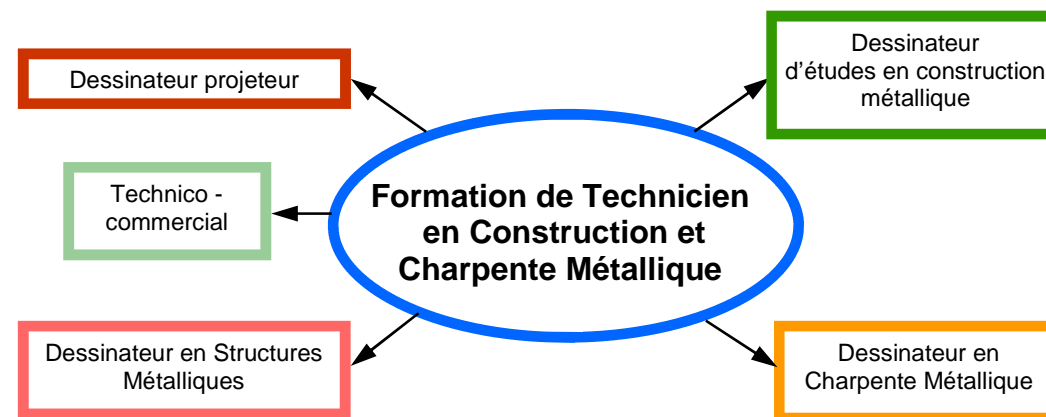 Dessinateur projeteur
Dessinateur
d'études en construction
métallique
Technico -
commercial
Formation de Technicien
en Construction et
Charpente Métallique
Dessinateur en Structures
Métalliques
Dessinateur en
Charpente Métallique